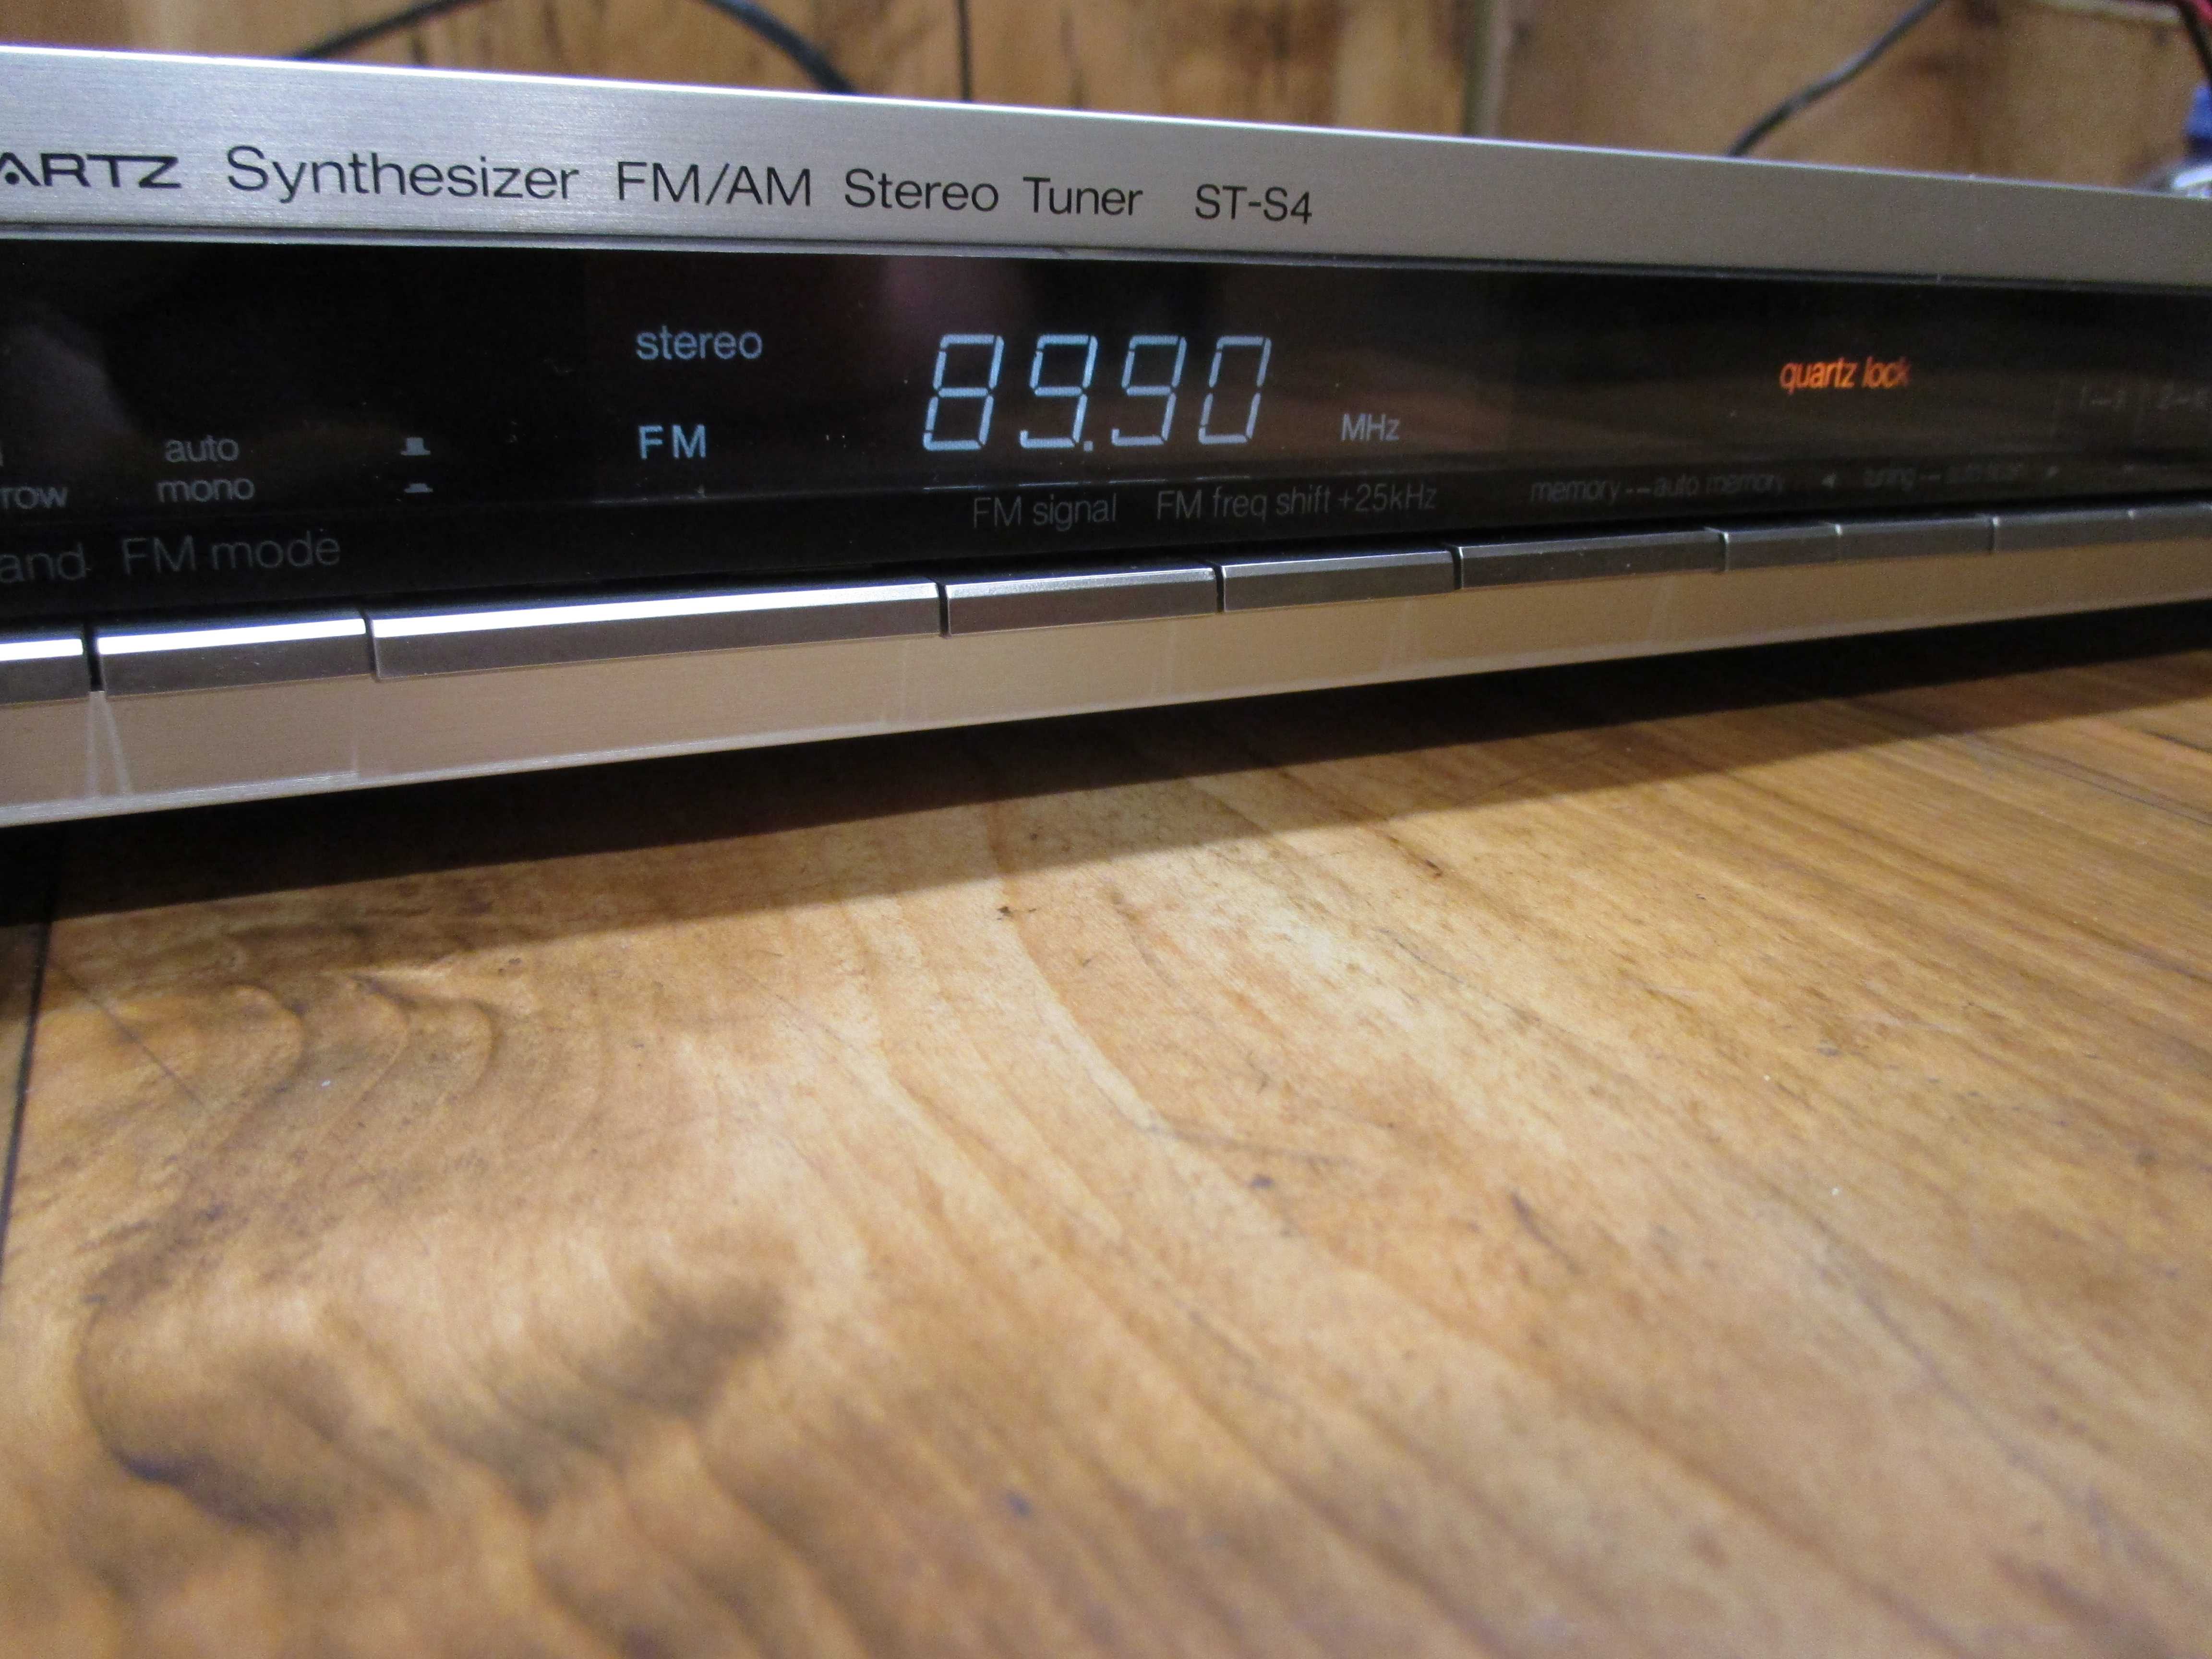 ARTZ Synthesizer FM/AM Stereo Tuner ST-S4
stereo
89.90
quartz lock
auto
FM
MHz
row
mono
FM signal
FM freq shift +25kHz
memory---auto memory
and
FM mode